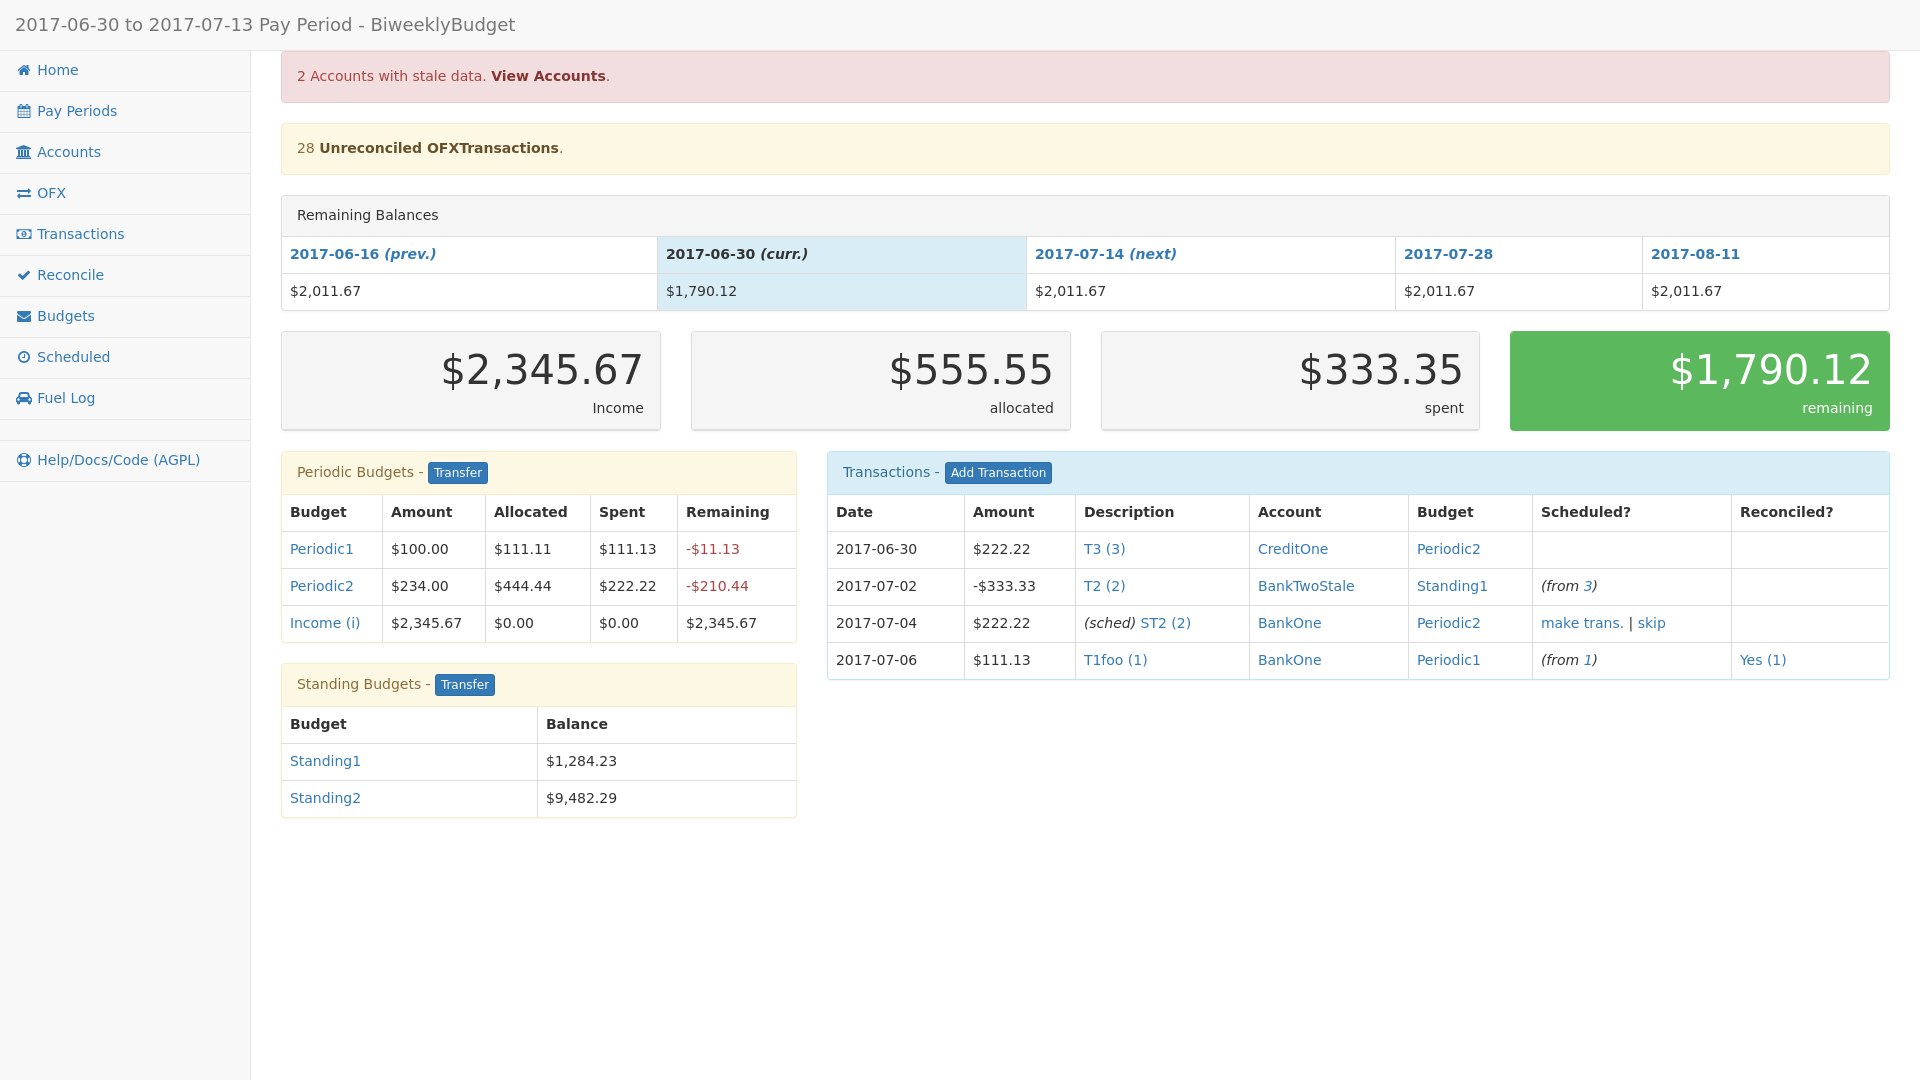 2017-06-30 to 2017-07-13 Pay Period - BiweeklyBudget
Home
Pay Periods
Accounts
OFX
Transactions
Reconcile
Budgets
Scheduled
Fuel Log
Help/Docs/Code (AGPL)
2 Accounts with stale data. View Accounts.
28 Unreconciled OFXTransactions.
Remaining Balances
2017-06-16 (prev.) 2017-06-30 (curr.) 2017-07-14 (next) 2017-07-28 2017-08-11
$2,011.67 $1,790.12 $2,011.67 $2,011.67 $2,011.67
$2,345.67
Income
$555.55
allocated
$333.35
spent
$1,790.12
remaining
Periodic Budgets - Transfer
Budget Amount Allocated Spent Remaining
Periodic1 $100.00 $111.11 $111.13 -$11.13
Periodic2 $234.00 $444.44 $222.22 -$210.44
Income (i) $2,345.67 $0.00 $0.00 $2,345.67
Standing Budgets - Transfer
Budget Balance
Standing1 $1,284.23
Standing2 $9,482.29
Transactions - Add Transaction
Date Amount Description Account Budget Scheduled? Reconciled?
2017-06-30 $222.22 T3 (3) CreditOne Periodic2
2017-07-02 -$333.33 T2 (2) BankTwoStale Standing1 (from 3)
2017-07-04 $222.22 (sched) ST2 (2) BankOne Periodic2 make trans. | skip
2017-07-06 $111.13 T1foo (1) BankOne Periodic1 (from 1) Yes (1)